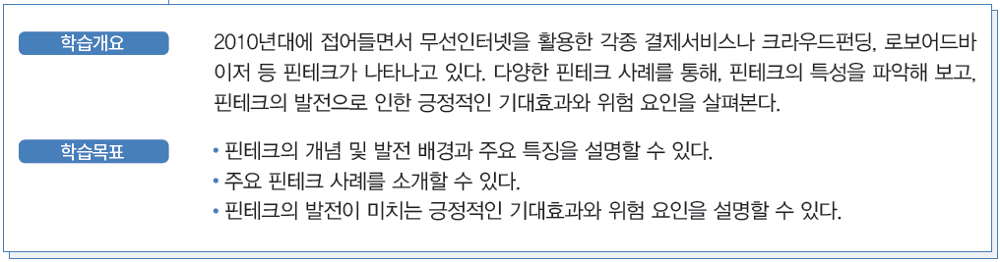 학습개요
2010년대에 접어들면서 무선인터넷을 활용한 각종 결제서비스나 크라우드펀딩, 로보어드바
이저 등 핀테크가 나타나고 있다. 다양한 핀테크 사례를 통해, 핀테크의 특성을 파악해 보고,
핀테크의 발전으로 인한 긍정적인 기대효과와 위험 요인을 살펴본다.
학습목표
• 핀테크의 개념 및 발전 배경과 주요 특징을 설명할 수 있다.
• 주요 핀테크 사례를 소개할 수 있다.
• 핀테크의 발전이 미치는 긍정적인 기대효과와 위험 요인을 설명할 수 있다.